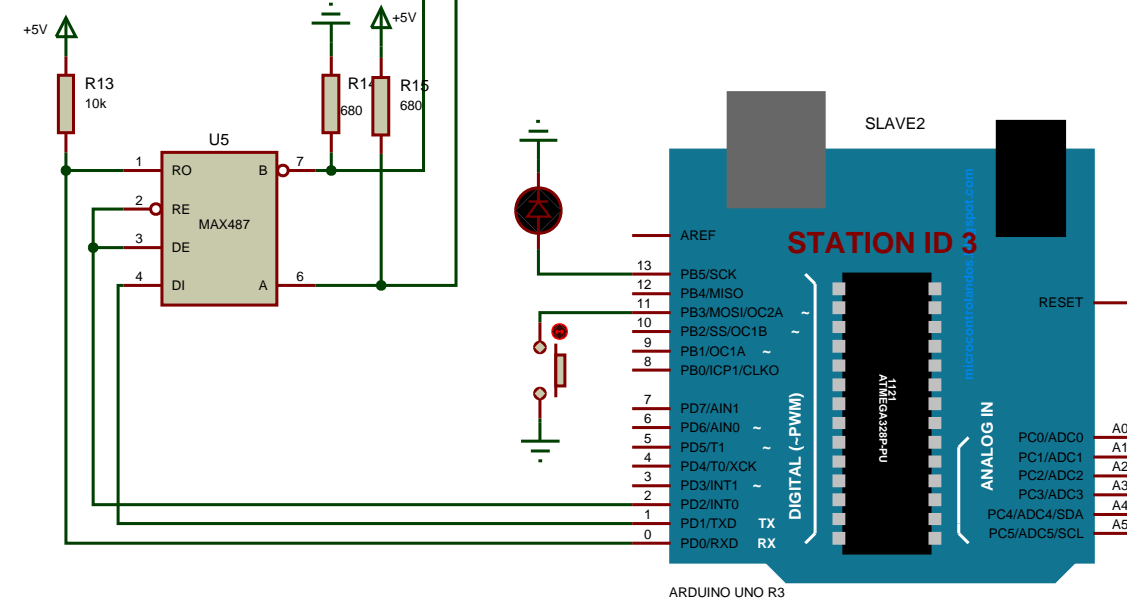 +5V
R13
10k
R14
680
+5V
R15
680
U5
1
RO
B
7
2
RE
MAX487
3
DE
4
DI
A
6
SLAVE2
STATION ID 3
AREF
13
PB5/SCK
12
PB4/MISO
11
PB3/MOSI/OC2A ~
10
PB2/SS/OC1B ~
9
PB1/OC1A ~
8
PB0/ICP1/CLKO
7
PD7/AIN1
6
PD6/AIN0 ~
5
PD5/T1 ~
4
PD4/T0/XCK
3
PD3/INT1 ~
2
PD2/INT0
1
PD1/TXD TX
0
PD0/RXD RX
DIGITAL (~PWM)
1121
ATMEGA328P-PU
RESET
ANALOG IN
PC0/ADC0
A0
PC1/ADC1
A1
PC2/ADC2
A2
PC3/ADC3
A3
PC4/ADC4/SDA
A4
PC5/ADC5/SCL
A5
ARDUINO UNO R3